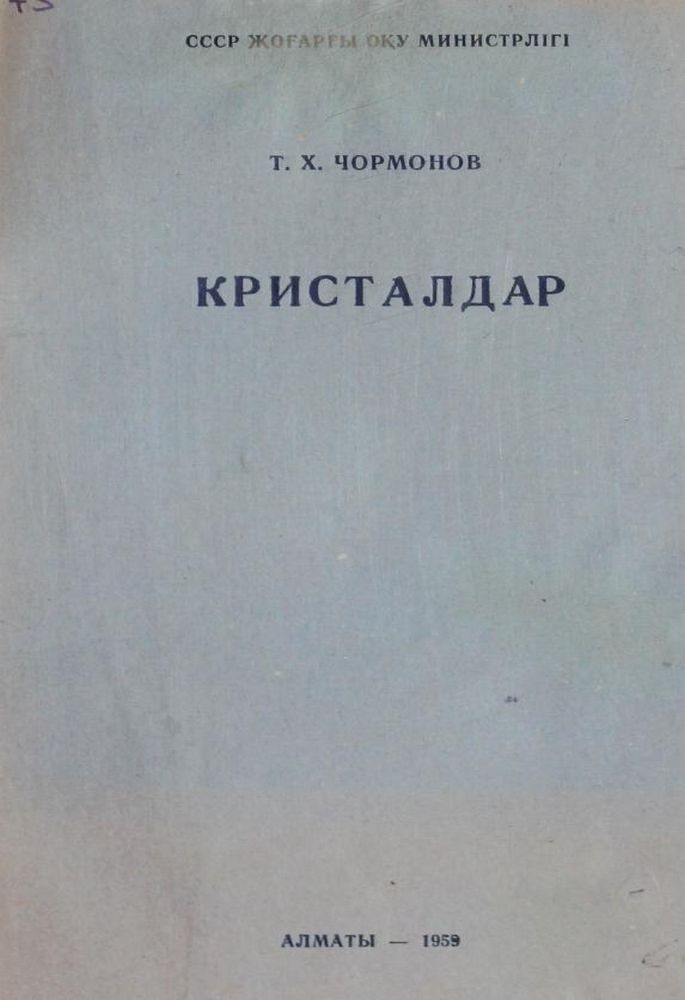 СССР ЖОҒАРҒЫ ОҚУ МИНИСТРЛІГІ
Т. Х. ЧОРМОНОВ
КРИСТАЛДАР
АЛМАТЫ — 1959